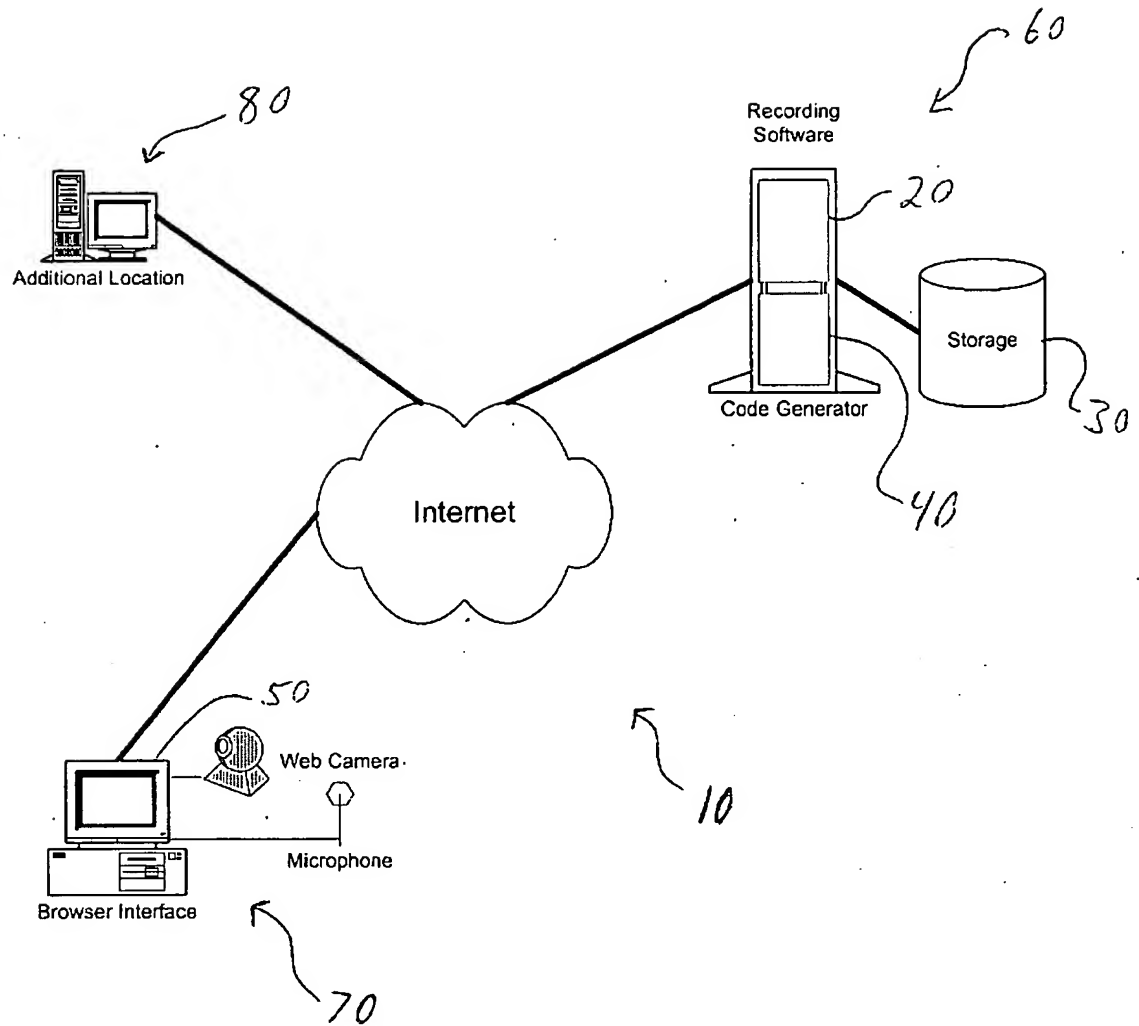 60
80
Recording
Software
20
Additional Location
Storage
30
Code Generator
40
Internet
50
Web Camera
10
Microphone
Browser Interface
70